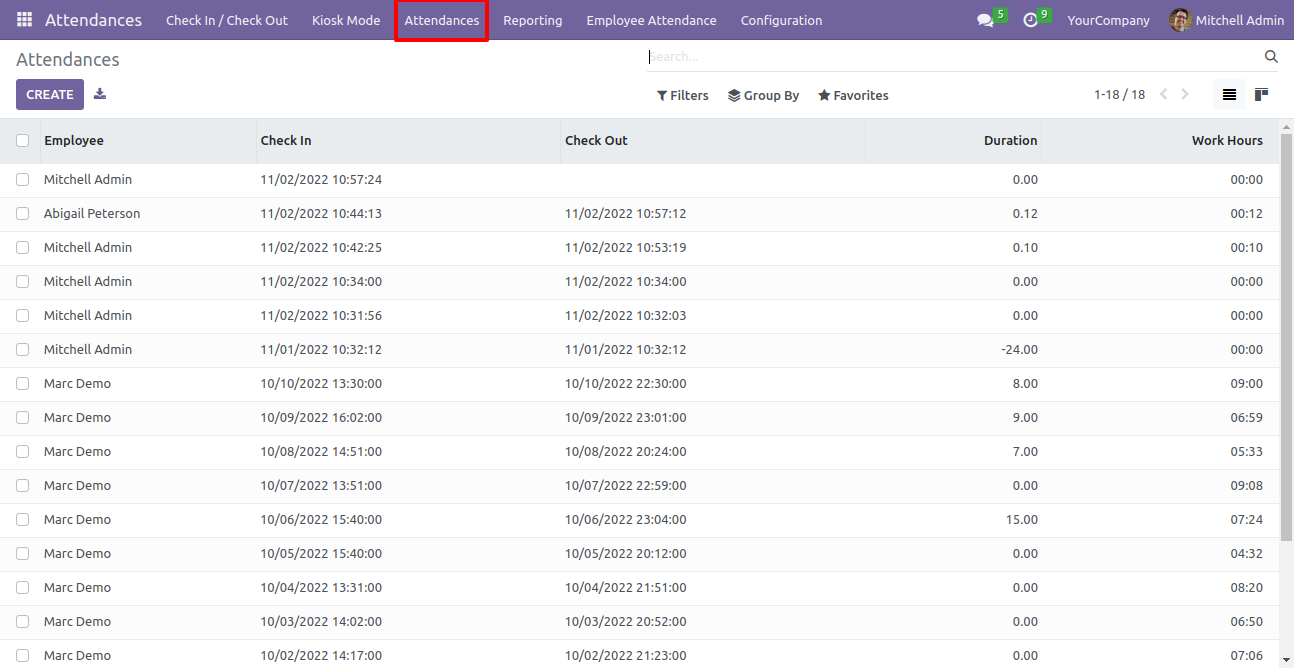 Attendances Check In / Check Out Kiosk Mode Attendances Reporting Employee Attendance Configuration 5 9 YourCompany Mitchell Admin
Attendances Search...
CREATE Filters Group By Favorites 1-18 / 18
Employee Check In Check Out Duration Work Hours
Mitchell Admin 11/02/2022 10:57:24 0.00 00:00
Abigail Peterson 11/02/2022 10:44:13 11/02/2022 10:57:12 0.12 00:12
Mitchell Admin 11/02/2022 10:42:25 11/02/2022 10:53:19 0.10 00:10
Mitchell Admin 11/02/2022 10:34:00 11/02/2022 10:34:00 0.00 00:00
Mitchell Admin 11/02/2022 10:31:56 11/02/2022 10:32:03 0.00 00:00
Mitchell Admin 11/01/2022 10:32:12 11/01/2022 10:32:12 -24.00 00:00
Marc Demo 10/10/2022 13:30:00 10/10/2022 22:30:00 8.00 09:00
Marc Demo 10/09/2022 16:02:00 10/09/2022 23:01:00 9.00 06:59
Marc Demo 10/08/2022 14:51:00 10/08/2022 20:24:00 7.00 05:33
Marc Demo 10/07/2022 13:51:00 10/07/2022 22:59:00 0.00 09:08
Marc Demo 10/06/2022 15:40:00 10/06/2022 23:04:00 15.00 07:24
Marc Demo 10/05/2022 15:40:00 10/05/2022 20:12:00 0.00 04:32
Marc Demo 10/04/2022 13:31:00 10/04/2022 21:51:00 0.00 08:20
Marc Demo 10/03/2022 14:02:00 10/03/2022 20:52:00 0.00 06:50
Marc Demo 10/02/2022 14:17:00 10/02/2022 21:23:00 0.00 07:06